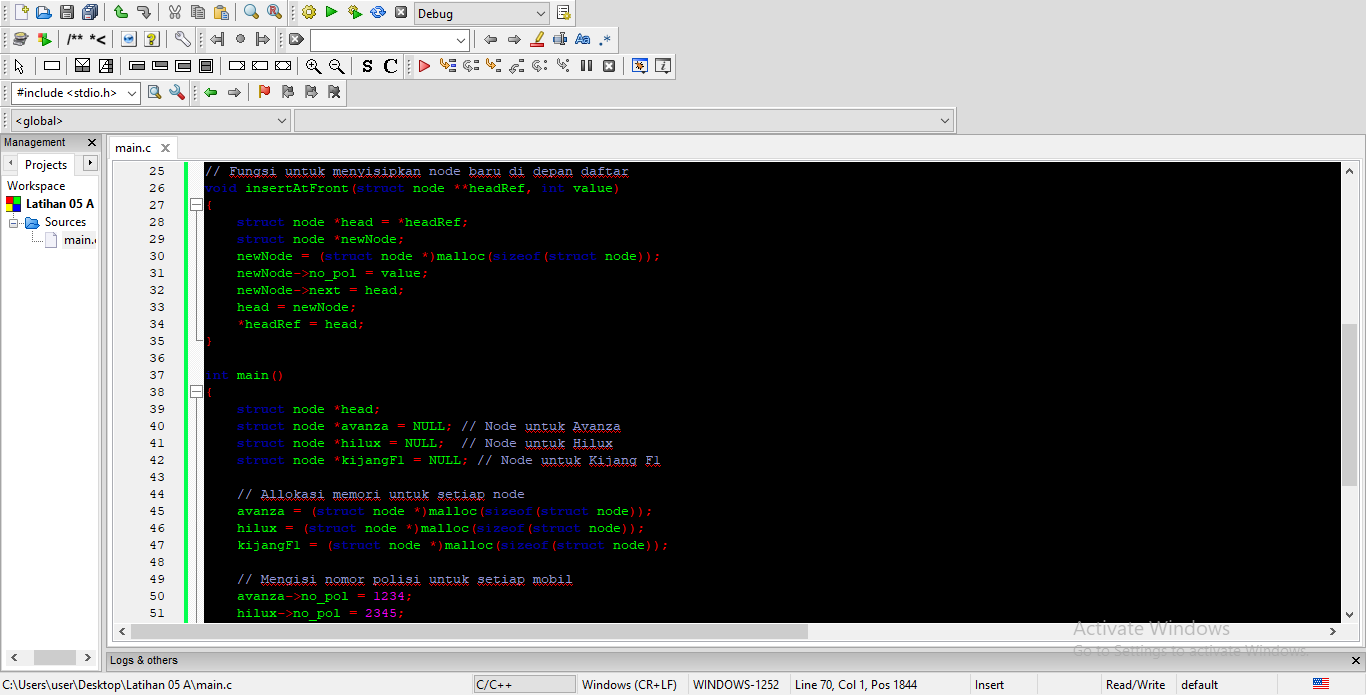 Debug
/** *<
Aa .*
S C
#include <stdio.h>
<global>
Management
Projects
Workspace
Latihan 05 A
Sources
main.c
25 // Fungsi untuk menyisipkan node baru di depan daftar
26 void insertAtFront(struct node **headRef, int value)
27 {
28 struct node *head = *headRef;
29 struct node *newNode;
30 newNode = (struct node *)malloc(sizeof(struct node));
31 newNode->no_pol = value;
32 newNode->next = head;
33 head = newNode;
34 *headRef = head;
35 }
36
37 int main()
38 {
39 struct node *head;
40 struct node *avanza = NULL; // Node untuk Avanza
41 struct node *hilux = NULL; // Node untuk Hilux
42 struct node *kijangF1 = NULL; // Node untuk Kijang F1
43
44 // Allokasi memori untuk setiap node
45 avanza = (struct node *)malloc(sizeof(struct node));
46 hilux = (struct node *)malloc(sizeof(struct node));
47 kijangF1 = (struct node *)malloc(sizeof(struct node));
48
49 // Mengisi nomor polisi untuk setiap mobil
50 avanza->no_pol = 1234;
51 hilux->no_pol = 2345;
Activate Windows
Go to Settings to activate Windows.
Logs & others
C:\Users\user\Desktop\Latihan 05 A\main.c C/C++ Windows (CR+LF) WINDOWS-1252 Line 70, Col 1, Pos 1844 Insert Read/Write default